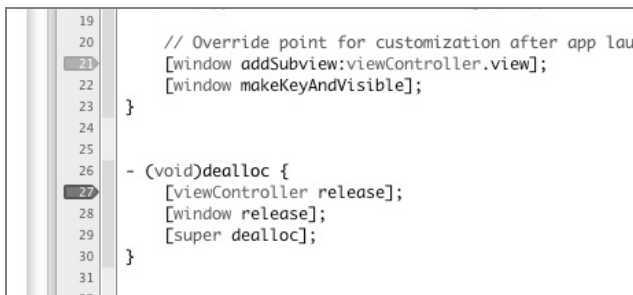 19
20 // Override point for customization after app lau
21 [window addSubview:viewController.view];
22 [window makeKeyAndVisible];
23 }
24
25
26 - (void)dealloc {
27 [viewController release];
28 [window release];
29 [super dealloc];
30 }
31